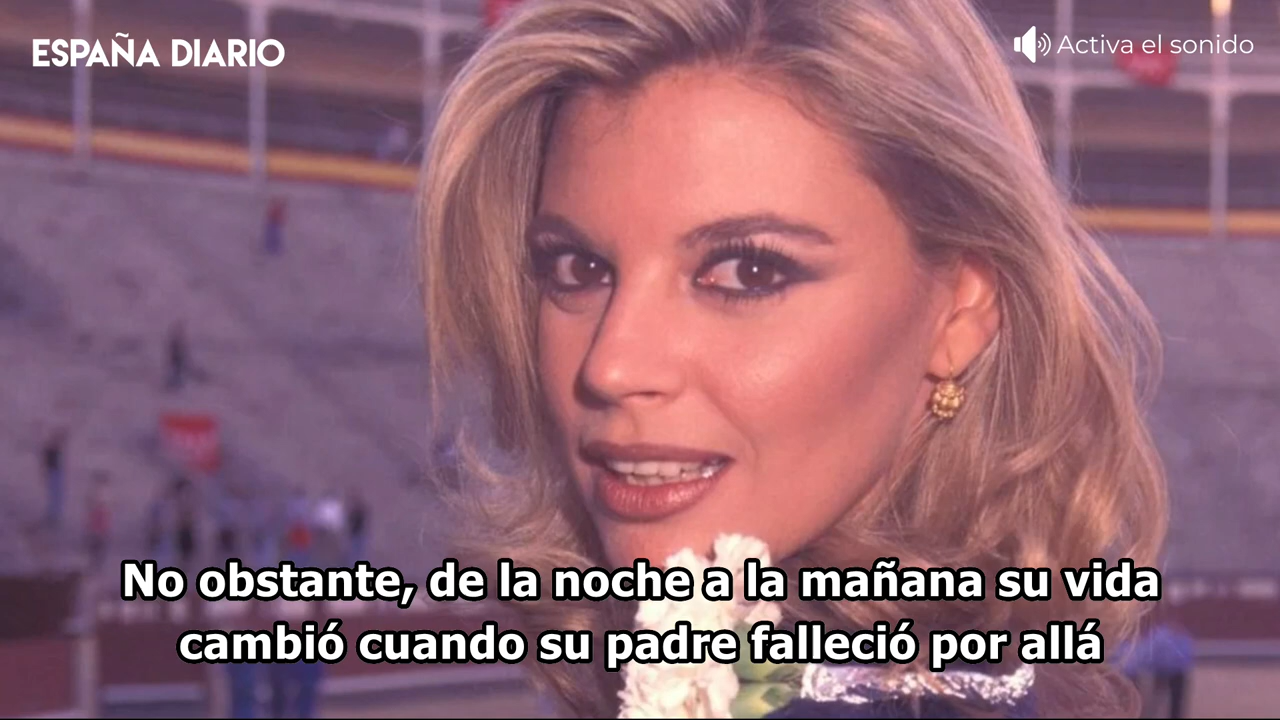 ESPAÑA DIARIO
Activa el sonido
No obstante, de la noche a la mañana su vida
cambió cuando su padre falleció por allá